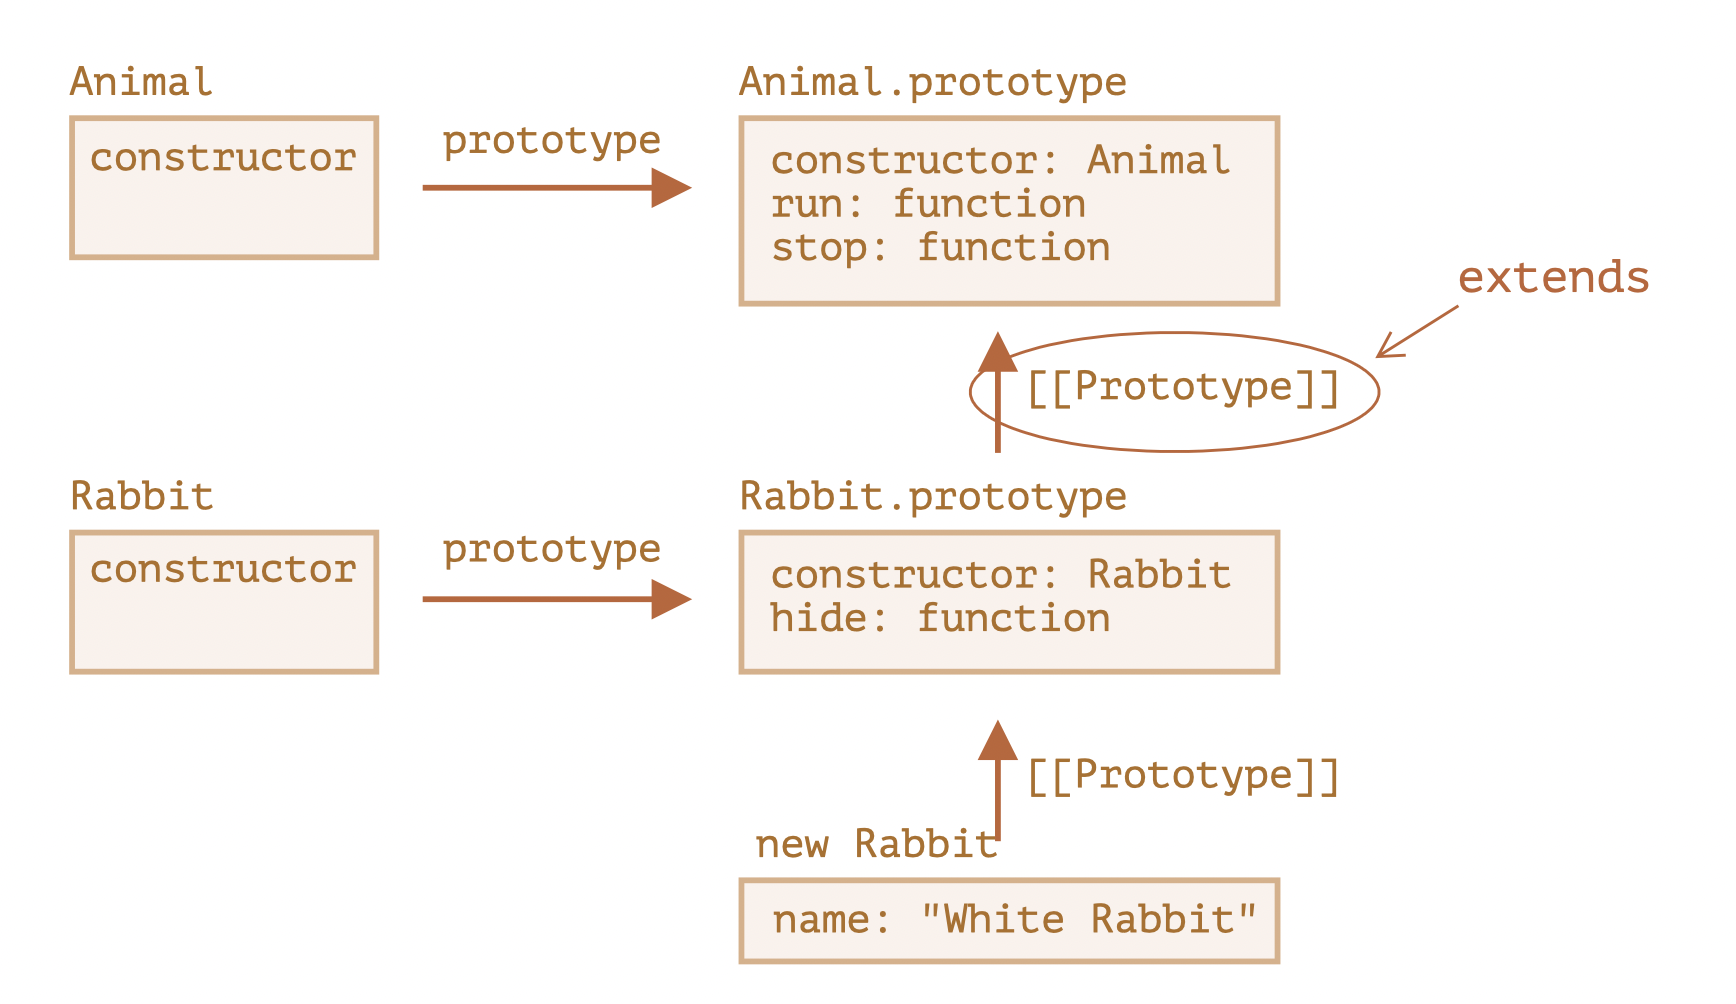 Animal
constructor
prototype
Animal.prototype
constructor: Animal
run: function
stop: function
extends
[[Prototype]]
Rabbit
constructor
prototype
Rabbit.prototype
constructor: Rabbit
hide: function
[[Prototype]]
new Rabbit
name: "White Rabbit"